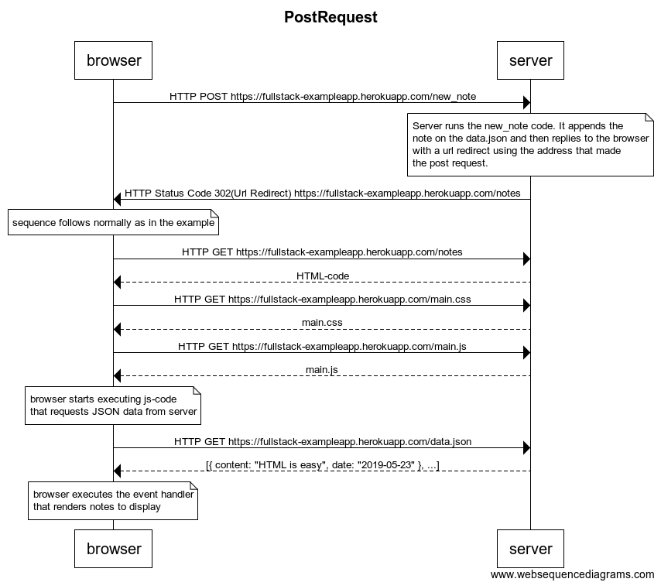 PostRequest
browser
server
HTTP POST https://fullstack-exampleapp.herokuapp.com/new_note
Server runs the new_note code. It appends the
note on the data.json and then replies to the browser
with a url redirect using the address that made
the post request.
HTTP Status Code 302(Url Redirect) https://fullstack-exampleapp.herokuapp.com/notes
sequence follows normally as in the example
HTTP GET https://fullstack-exampleapp.herokuapp.com/notes
HTML-code
HTTP GET https://fullstack-exampleapp.herokuapp.com/main.css
main.css
HTTP GET https://fullstack-exampleapp.herokuapp.com/main.js
main.js
browser starts executing js-code
that requests JSON data from server
HTTP GET https://fullstack-exampleapp.herokuapp.com/data.json
[{ content: "HTML is easy", date: "2019-05-23" }, ...]
browser executes the event handler
that renders notes to display
browser
server
www.websequencediagrams.com